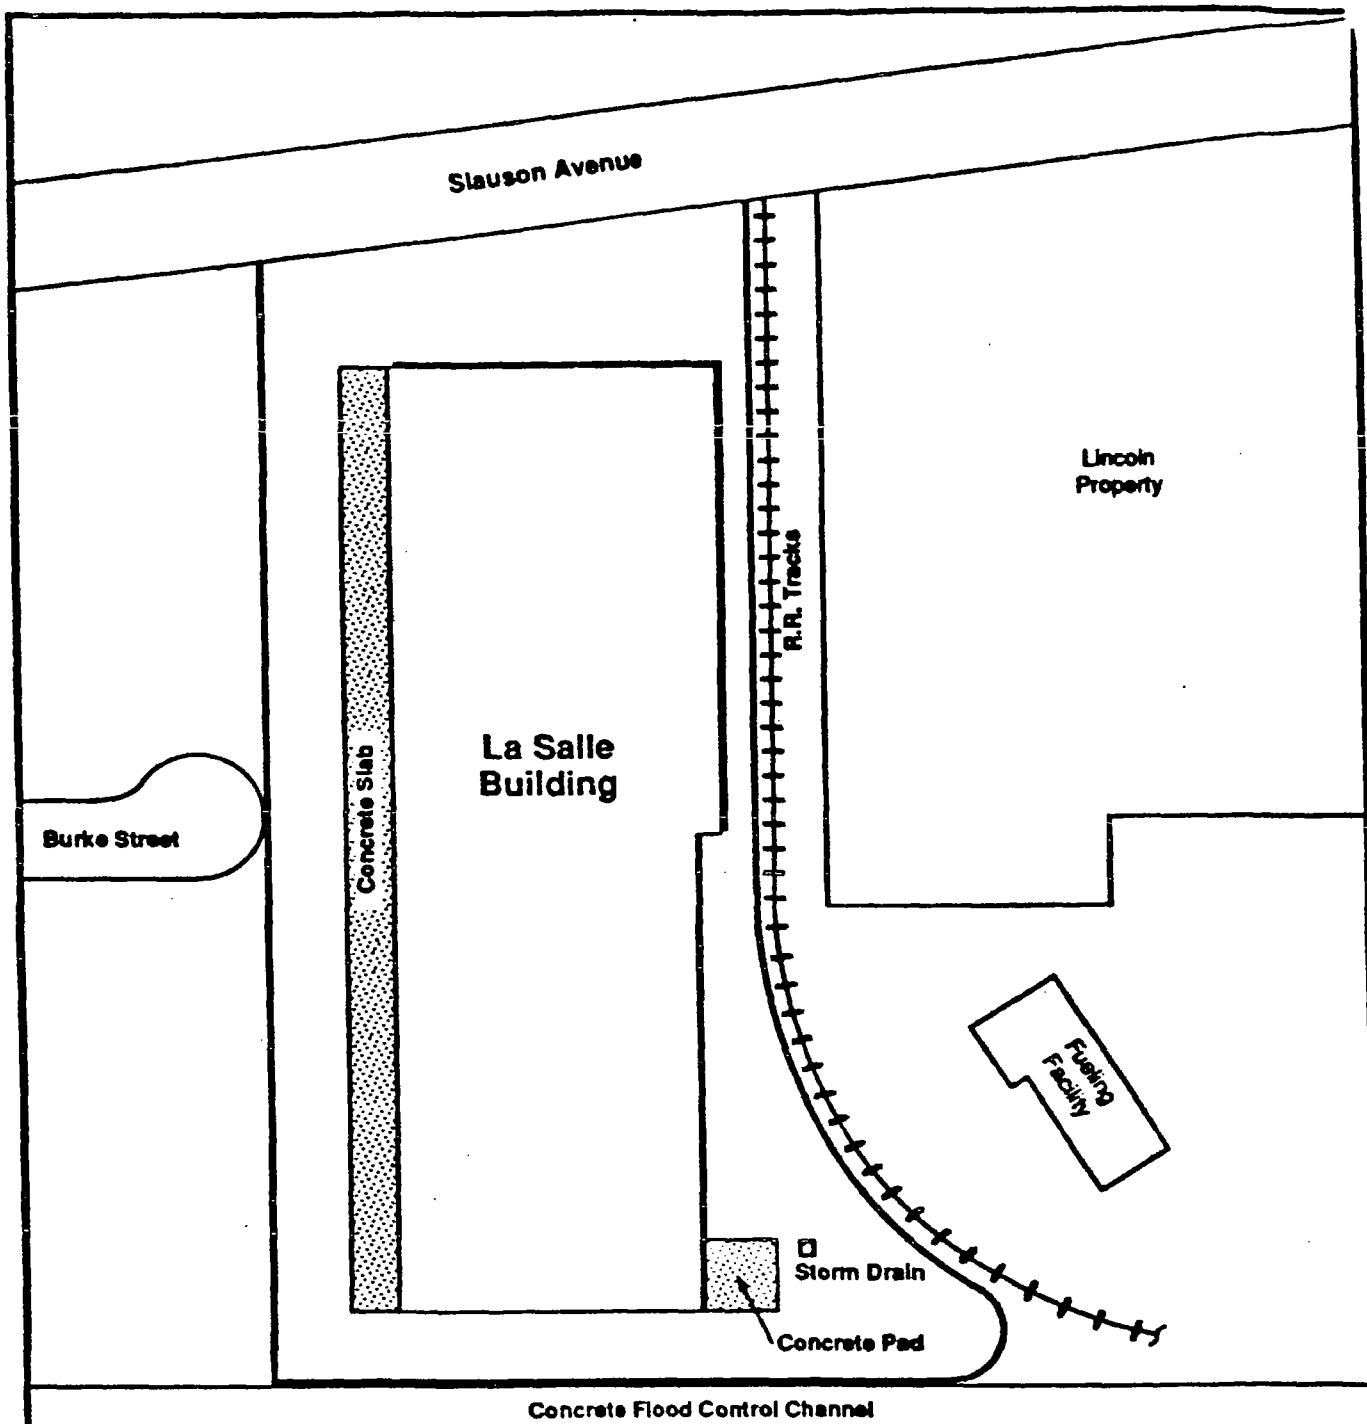 Slauson Avenue
Lincoln
Property
R.R. Tracks
La Salle
Building
Concrete Slab
Burke Street
Fueling
Facility
Storm Drain
Concrete Pad
Concrete Flood Control Channel